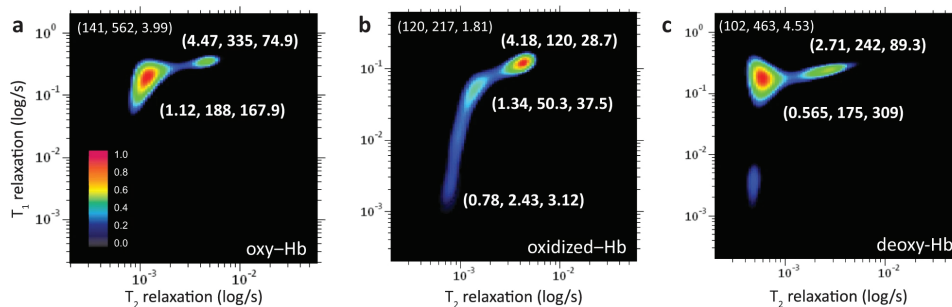 a
(141, 562, 3.99)
(4.47, 335, 74.9)
(1.12, 188, 167.9)
10⁰
10⁻¹
10⁻²
10⁻³
T₁ relaxation (log/s)
1.0
0.8
0.6
0.4
0.2
0.0
oxy–Hb
10⁻³
10⁻²
T₂ relaxation (log/s)
b
(120, 217, 1.81)
(4.18, 120, 28.7)
(1.34, 50.3, 37.5)
(0.78, 2.43, 3.12)
10⁰
10⁻¹
10⁻²
10⁻³
oxidized–Hb
10⁻³
10⁻²
T₂ relaxation (log/s)
c
(102, 463, 4.53)
(2.71, 242, 89.3)
(0.565, 175, 309)
10⁰
10⁻¹
10⁻²
10⁻³
deoxy-Hb
10⁻³
10⁻²
T₂ relaxation (log/s)